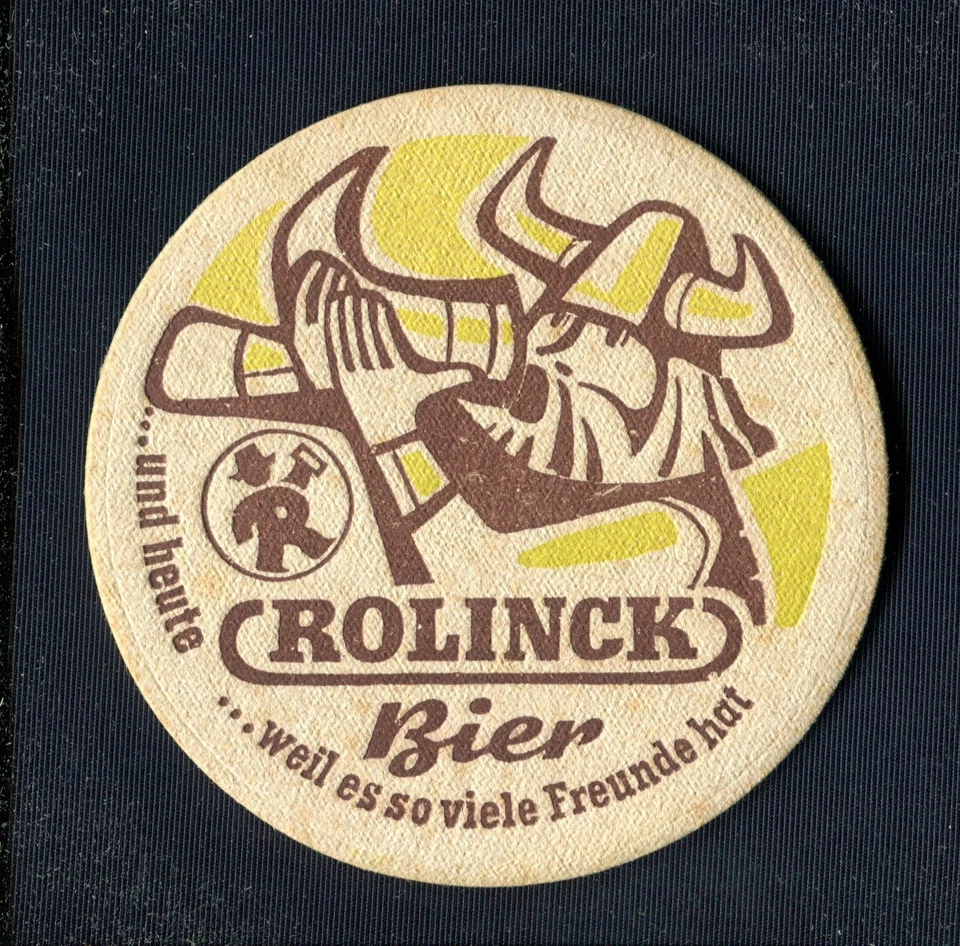 ...und heute
R
ROLINCK
Bier
...weil es so viele Freunde hat